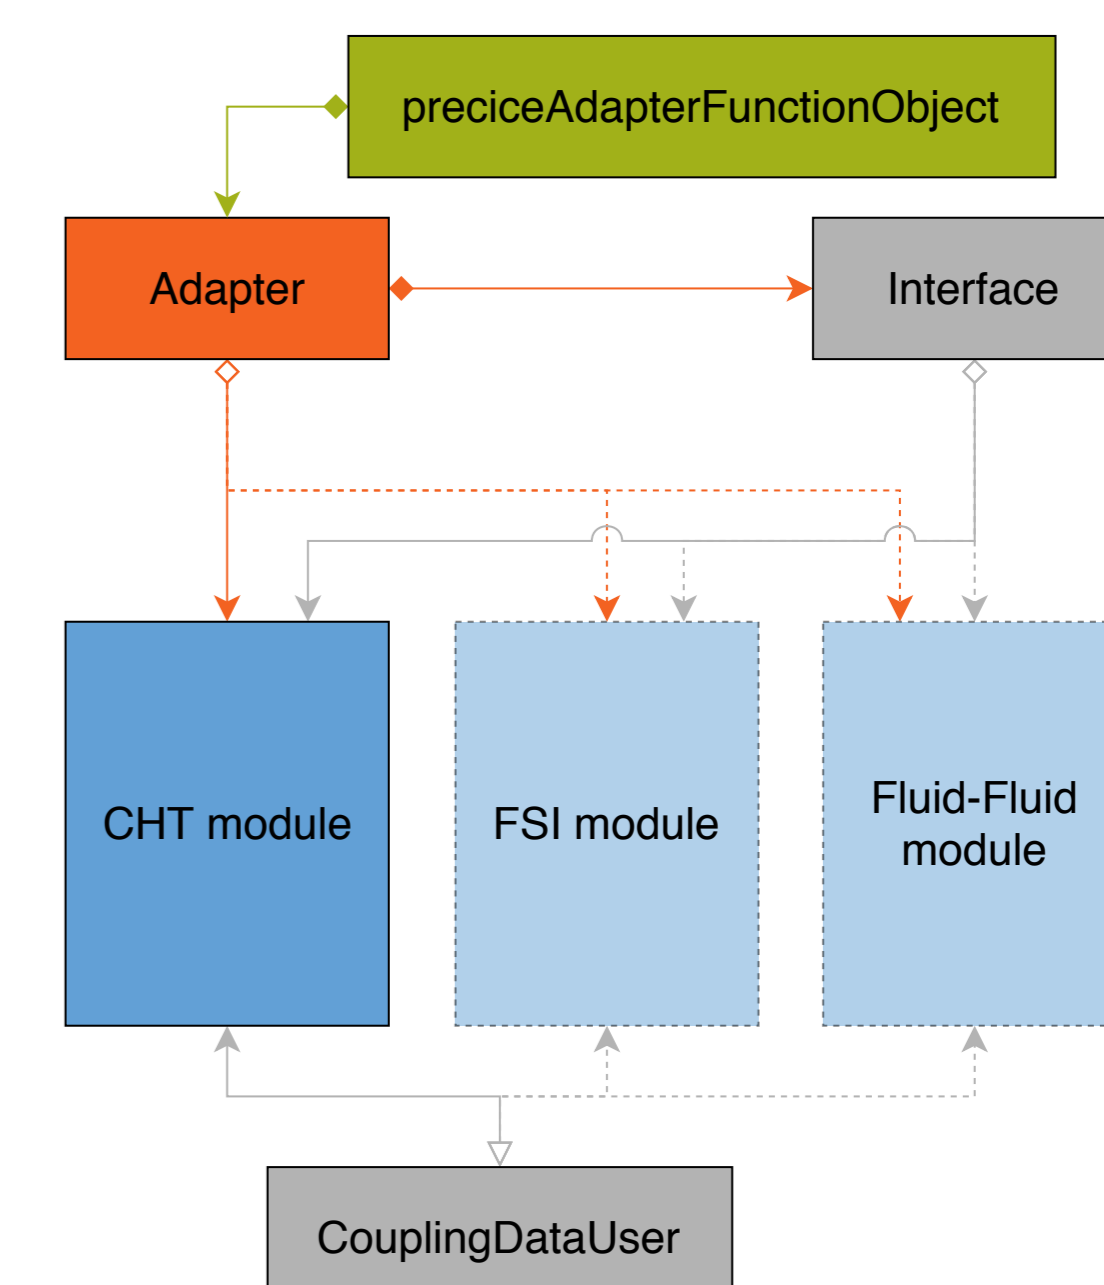 preciceAdapterFunctionObject
Adapter
Interface
CHT module
FSI module
Fluid-Fluid
module
CouplingDataUser